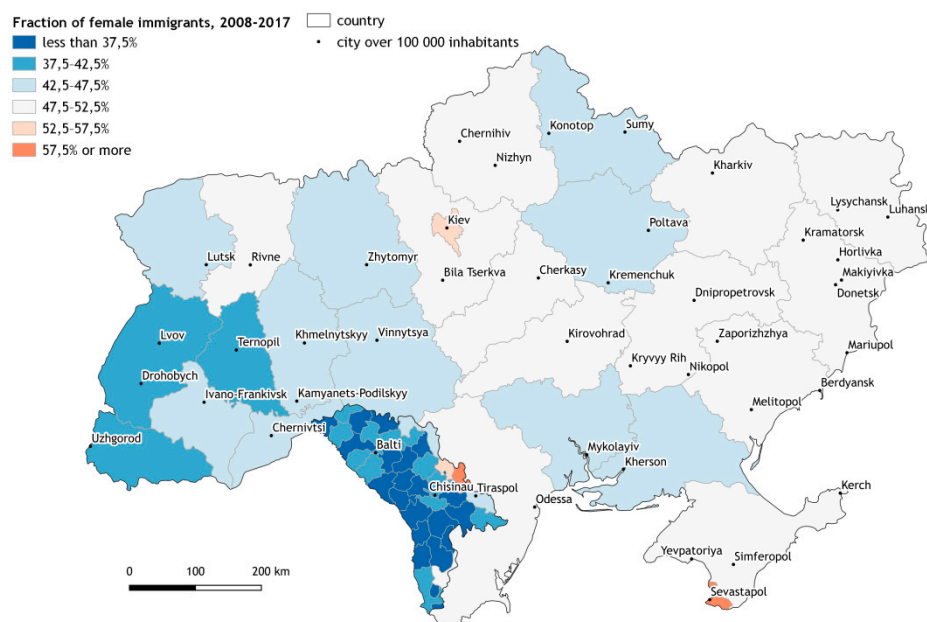 Fraction of female immigrants, 2008-2017
less than 37,5%
37,5-42,5%
42,5-47,5%
47,5-52,5%
52,5-57,5%
57,5% or more
country
city over 100 000 inhabitants
Konotop
Sumy
Chernihiv
Nizhyn
Kharkiv
Lysychansk
Luhansk
Kiev
Poltava
Kramatorsk
Lutsk
Rivne
Zhytomyr
Horlivka
Bila Tserkva
Cherkasy
Kremenchuk
Makiyivka
Donetsk
Dnipropetrovsk
Lvov
Ternopil
Khmelnytskyy
Vinnytsya
Kirovohrad
Zaporizhzhya
Mariupol
Kryvyy Rih
Nikopol
Drohobych
Ivano-Frankivsk
Kamyanets-Podilskyy
Berdyansk
Melitopol
Uzhgorod
Chernivtsi
Balti
Mykolayiv
Kherson
Chisinau
Tiraspol
Odessa
Kerch
Yevpatoriya
Simferopol
Sevastapol
0 100 200 km